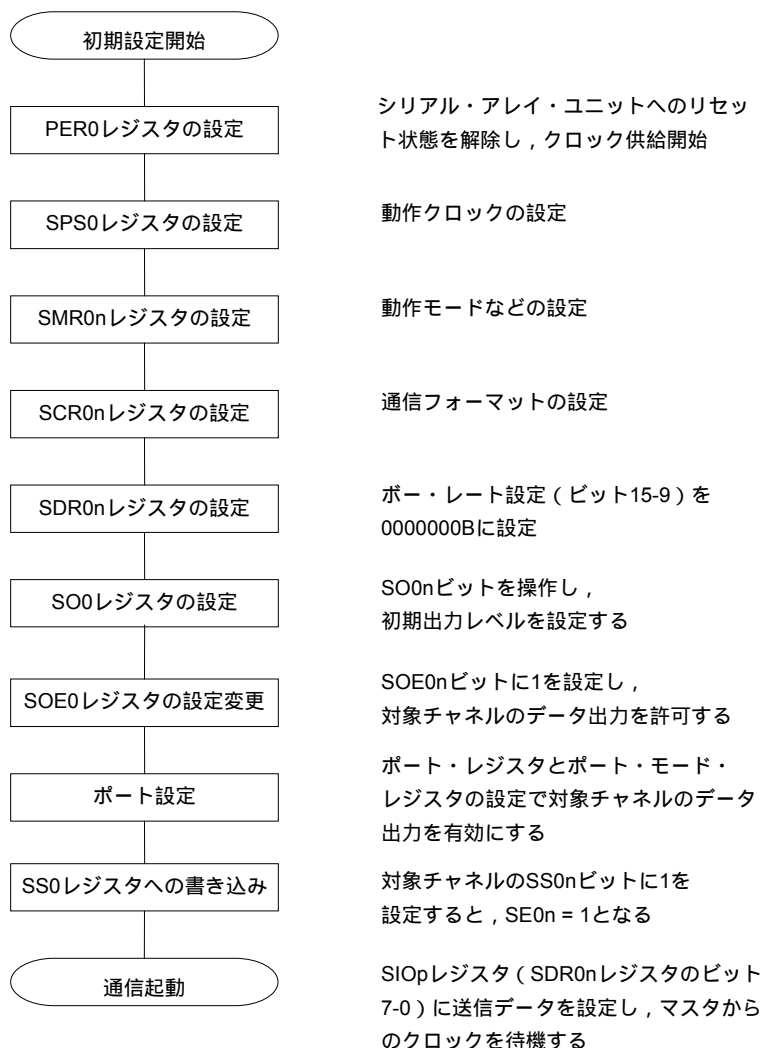 初期設定開始
PER0レジスタの設定
シリアル・アレイ・ユニットへのリセッ
ト状態を解除し，クロック供給開始
SPS0レジスタの設定
動作クロックの設定
SMR0nレジスタの設定
動作モードなどの設定
SCR0nレジスタの設定
通信フォーマットの設定
SDR0nレジスタの設定
ボー・レート設定（ビット15-9）を
0000000Bに設定
SO0レジスタの設定
SO0nビットを操作し，
初期出力レベルを設定する
SOE0レジスタの設定変更
SOE0nビットに1を設定し，
対象チャネルのデータ出力を許可する
ポート設定
ポート・レジスタとポート・モード・
レジスタの設定で対象チャネルのデータ
出力を有効にする
SS0レジスタへの書き込み
対象チャネルのSS0nビットに1を
設定すると，SE0n = 1となる
通信起動
SIOpレジスタ（SDR0nレジスタのビット
7-0）に送信データを設定し，マスタから
のクロックを待機する